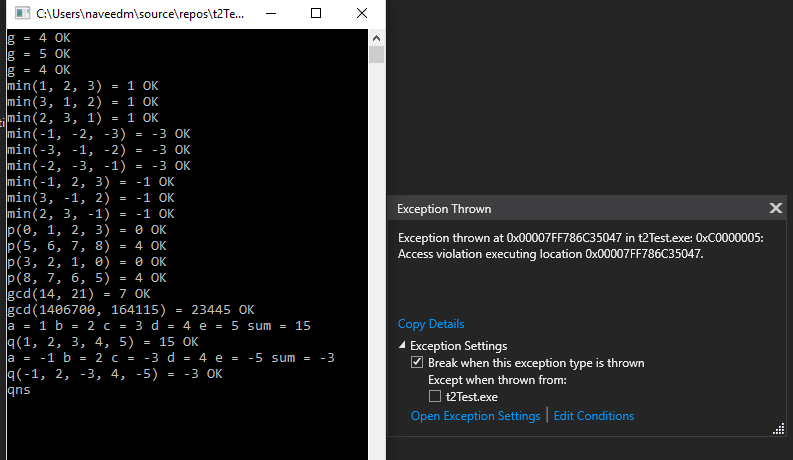 C:\Users\naveedm\source\repos\t2Te...
g = 4 OK
g = 5 OK
g = 4 OK
min(1, 2, 3) = 1 OK
min(3, 1, 2) = 1 OK
min(2, 3, 1) = 1 OK
min(-1, -2, -3) = -3 OK
min(-3, -1, -2) = -3 OK
min(-2, -3, -1) = -3 OK
min(-1, 2, 3) = -1 OK
min(3, -1, 2) = -1 OK
min(2, 3, -1) = -1 OK
p(0, 1, 2, 3) = 0 OK
p(5, 6, 7, 8) = 4 OK
p(3, 2, 1, 0) = 0 OK
p(8, 7, 6, 5) = 4 OK
gcd(14, 21) = 7 OK
gcd(1406700, 164115) = 23445 OK
a = 1 b = 2 c = 3 d = 4 e = 5 sum = 15
q(1, 2, 3, 4, 5) = 15 OK
a = -1 b = 2 c = -3 d = 4 e = -5 sum = -3
q(-1, 2, -3, 4, -5) = -3 OK
qns
Exception Thrown
Exception thrown at 0x00007FF786C35047 in t2Test.exe: 0xC0000005:
Access violation executing location 0x00007FF786C35047.
Copy Details
Exception Settings
Break when this exception type is thrown
Except when thrown from:
t2Test.exe
Open Exception Settings | Edit Conditions